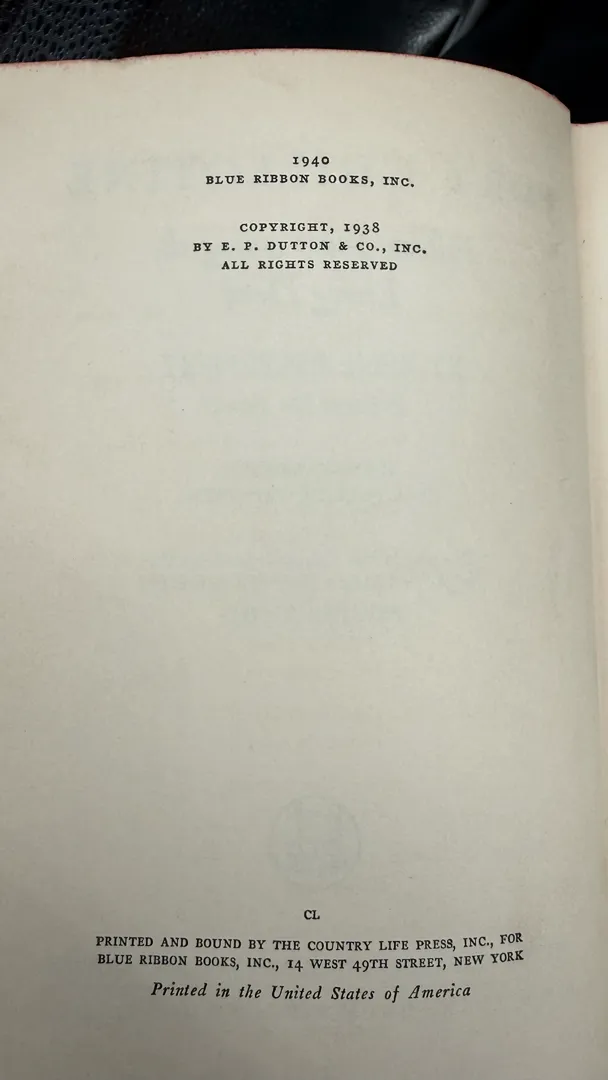 1940
BLUE RIBBON BOOKS, INC.
COPYRIGHT, 1938
BY E. P. DUTTON & CO., INC.
ALL RIGHTS RESERVED
CL
PRINTED AND BOUND BY THE COUNTRY LIFE PRESS, INC., FOR
BLUE RIBBON BOOKS, INC., 14 WEST 49TH STREET, NEW YORK
Printed in the United States of America